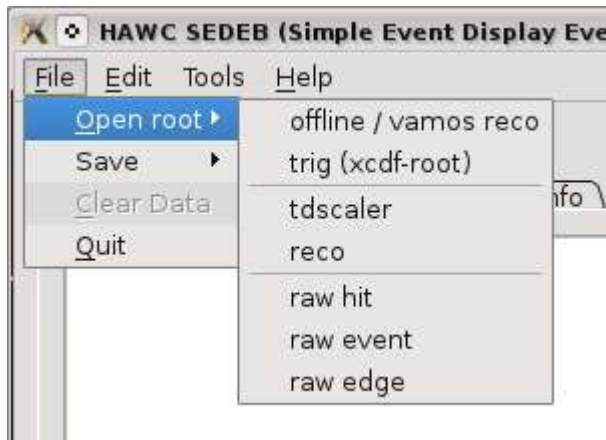 HAWC SEDEB (Simple Event Display Eve
File Edit Tools Help
Open root
Save
Clear Data
Quit
offline / vamos reco
trig (xcdf-root)
tdscaler
reco
raw hit
raw event
raw edge
nfo